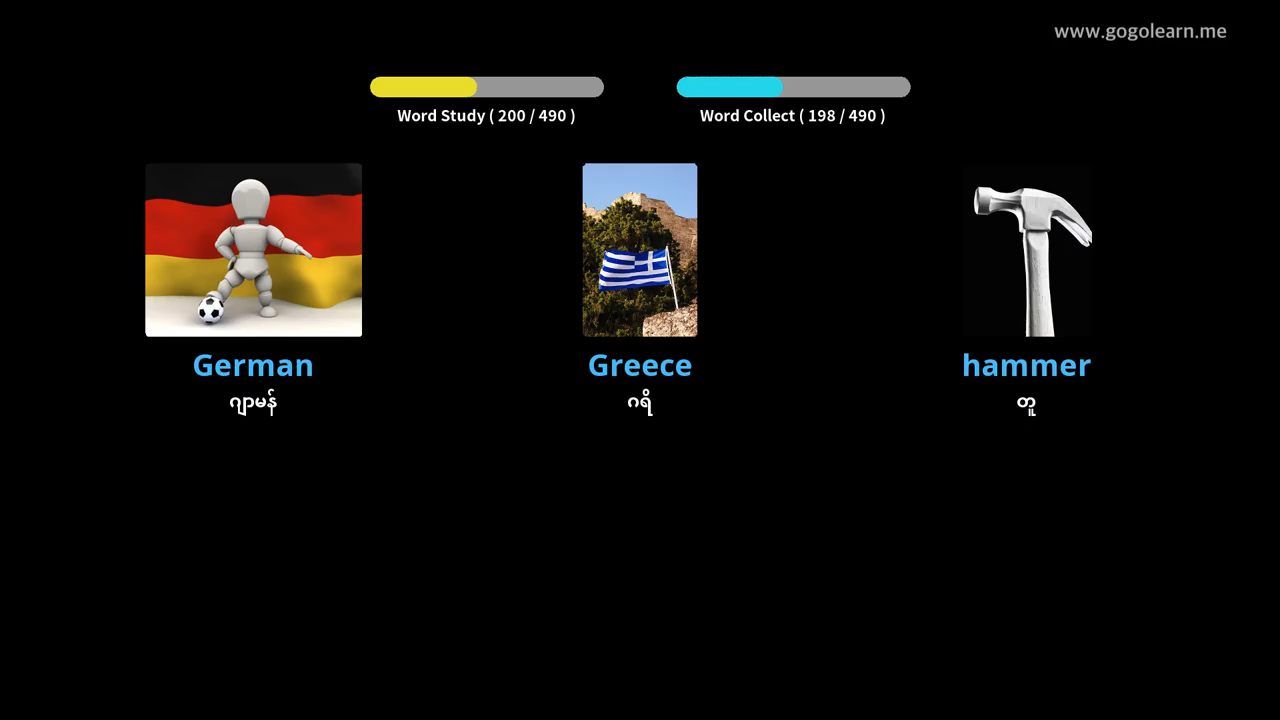 www.gogolearn.me
Word Study ( 200 / 490 )
Word Collect ( 198 / 490 )
German
Greece
hammer
ဂျာမန်
ဂရိ
တူ